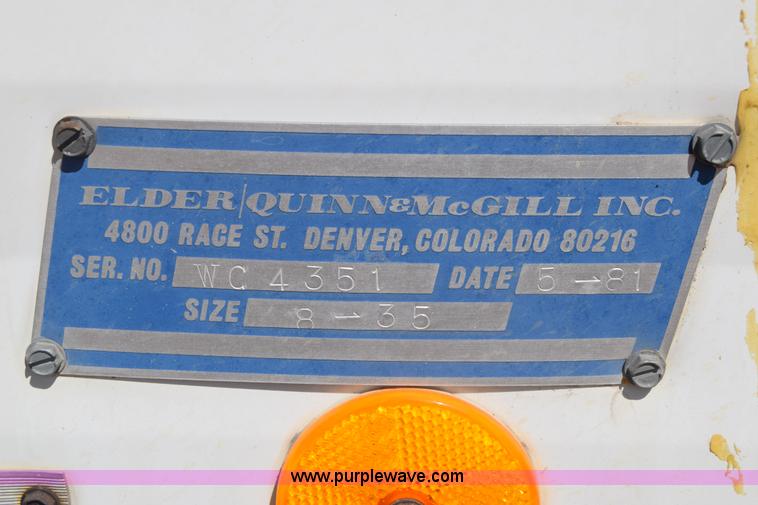 ELDER/QUINN&McGILL INC.
4800 RACE ST. DENVER, COLORADO 80216
SER. NO. WC 4351 DATE 5-81
SIZE 8-35
www.purplewave.com